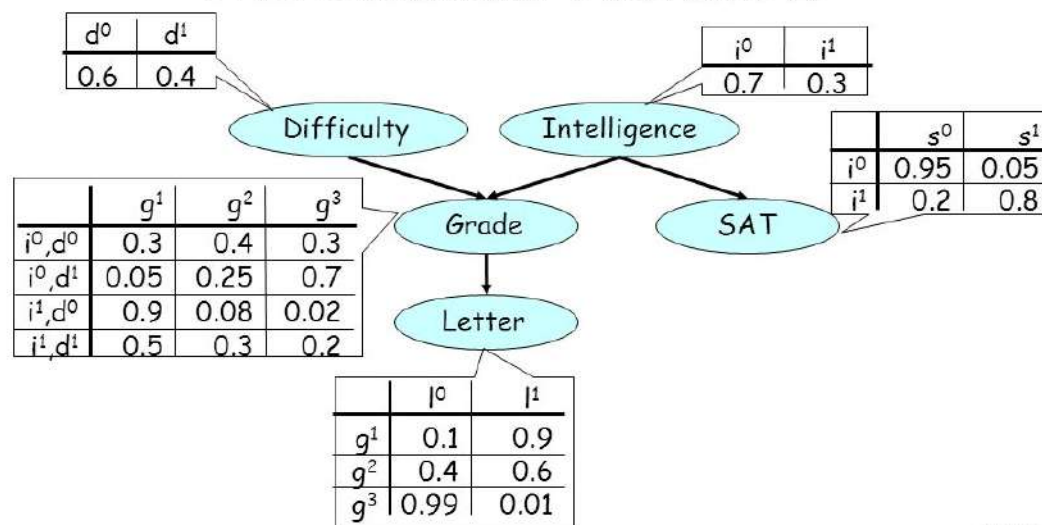 d⁰ d¹
0.6 0.4
i⁰ i¹
0.7 0.3
Difficulty
Intelligence
s⁰ s¹
i⁰ 0.95 0.05
i¹ 0.2 0.8
g¹ g² g³
i⁰,d⁰ 0.3 0.4 0.3
i⁰,d¹ 0.05 0.25 0.7
i¹,d⁰ 0.9 0.08 0.02
i¹,d¹ 0.5 0.3 0.2
Grade
SAT
Letter
l⁰ l¹
g¹ 0.1 0.9
g² 0.4 0.6
g³ 0.99 0.01